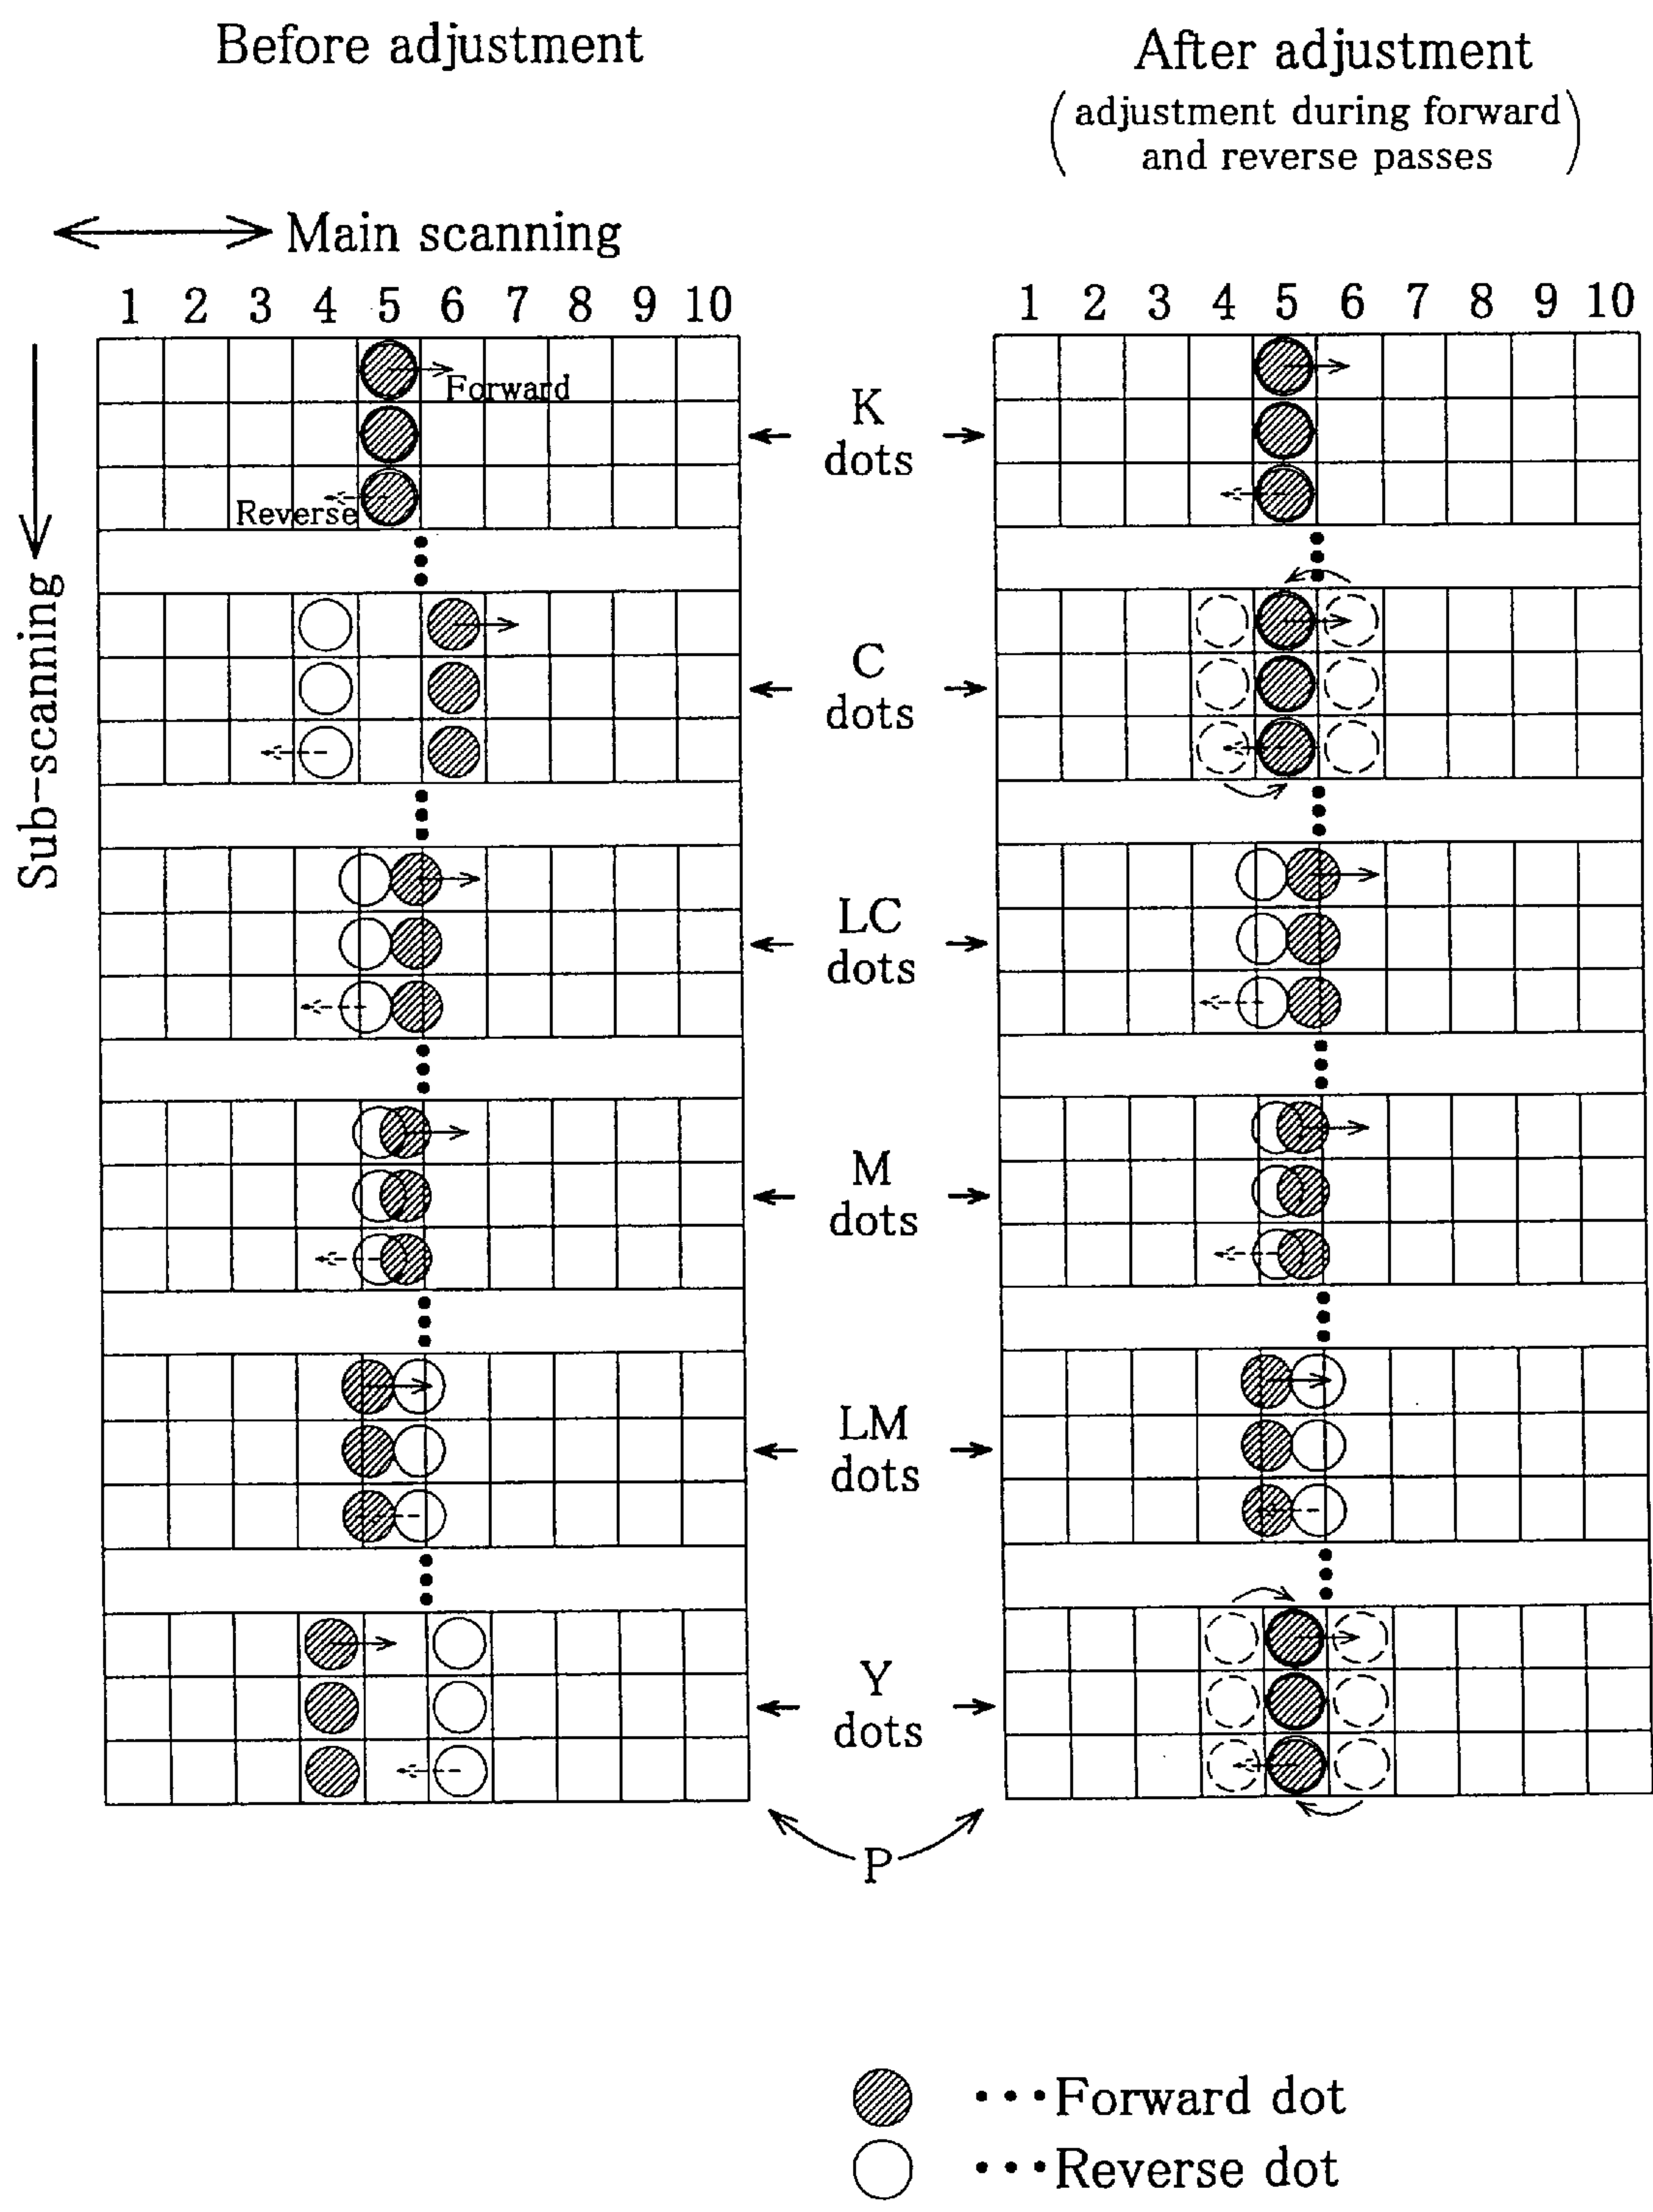 Before adjustment
After adjustment
(adjustment during forward
and reverse passes)
Main scanning
1 2 3 4 5 6 7 8 9 10
1 2 3 4 5 6 7 8 9 10
Sub-scanning
Forward
Reverse
K
dots
C
dots
LC
dots
M
dots
LM
dots
Y
dots
P
•••Forward dot
•••Reverse dot